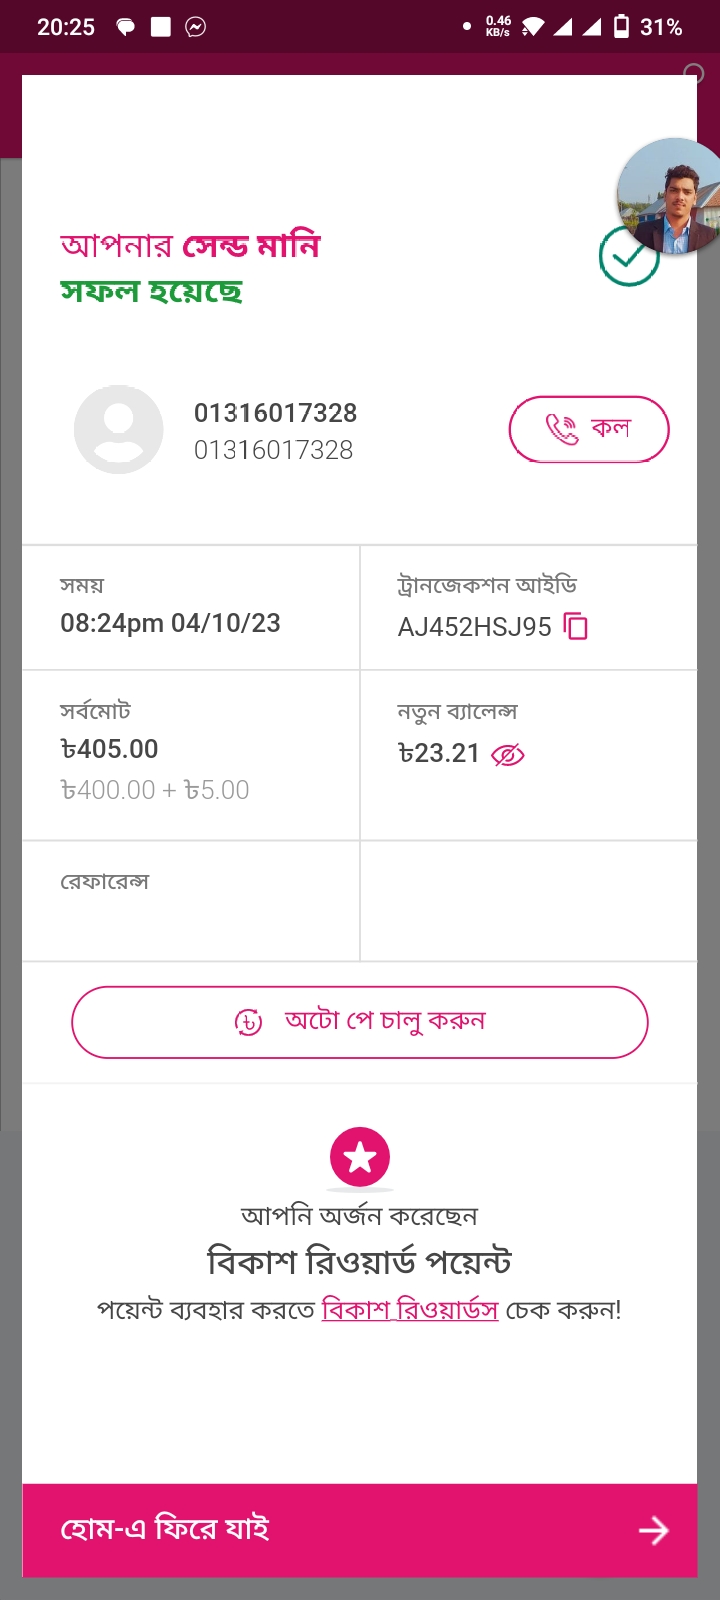 20:25
0.46
KB/s
31%
আপনার সেন্ড মানি
সফল হয়েছে
01316017328
01316017328
কল
সময়
08:24pm 04/10/23
ট্রানজেকশন আইডি
AJ452HSJ95
সর্বমোট
৳405.00
৳400.00 + ৳5.00
নতুন ব্যালেন্স
৳23.21
রেফারেন্স
অটো পে চালু করুন
আপনি অর্জন করেছেন
বিকাশ রিওয়ার্ড পয়েন্ট
পয়েন্ট ব্যবহার করতে বিকাশ রিওয়ার্ডস চেক করুন!
হোম-এ ফিরে যাই